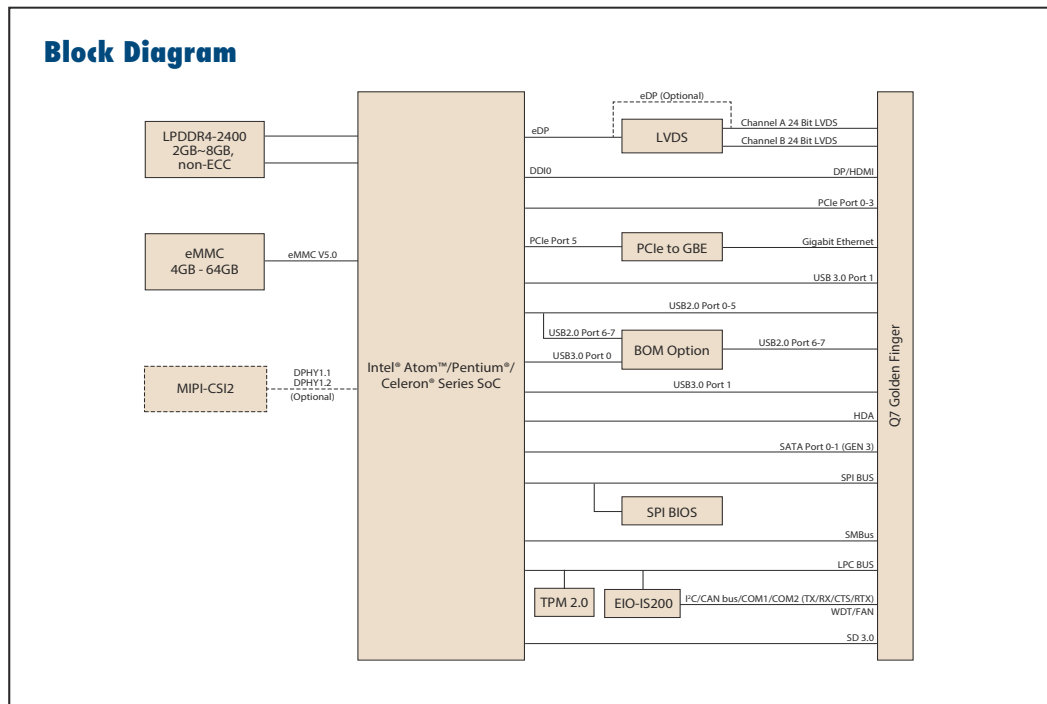 Block Diagram
LPDDR4-2400
2GB~8GB,
non-ECC
eMMC
4GB - 64GB
eMMC V5.0
MIPI-CSI2
DPHY1.1
DPHY1.2
(Optional)
Intel® Atom™/Pentium®/
Celeron® Series SoC
eDP (Optional)
eDP
LVDS
Channel A 24 Bit LVDS
Channel B 24 Bit LVDS
DDI0
DP/HDMI
PCIe Port 0-3
PCIe Port 5
PCIe to GBE
Gigabit Ethernet
USB 3.0 Port 1
USB2.0 Port 0-5
USB2.0 Port 6-7
USB3.0 Port 0
BOM Option
USB2.0 Port 6-7
USB3.0 Port 1
HDA
SATA Port 0-1 (GEN 3)
SPI BUS
SPI BIOS
SMBus
LPC BUS
TPM 2.0
EIO-IS200
I²C/CAN bus/COM1/COM2 (TX/RX/CTS/RTX)
WDT/FAN
SD 3.0
Q7 Golden Finger